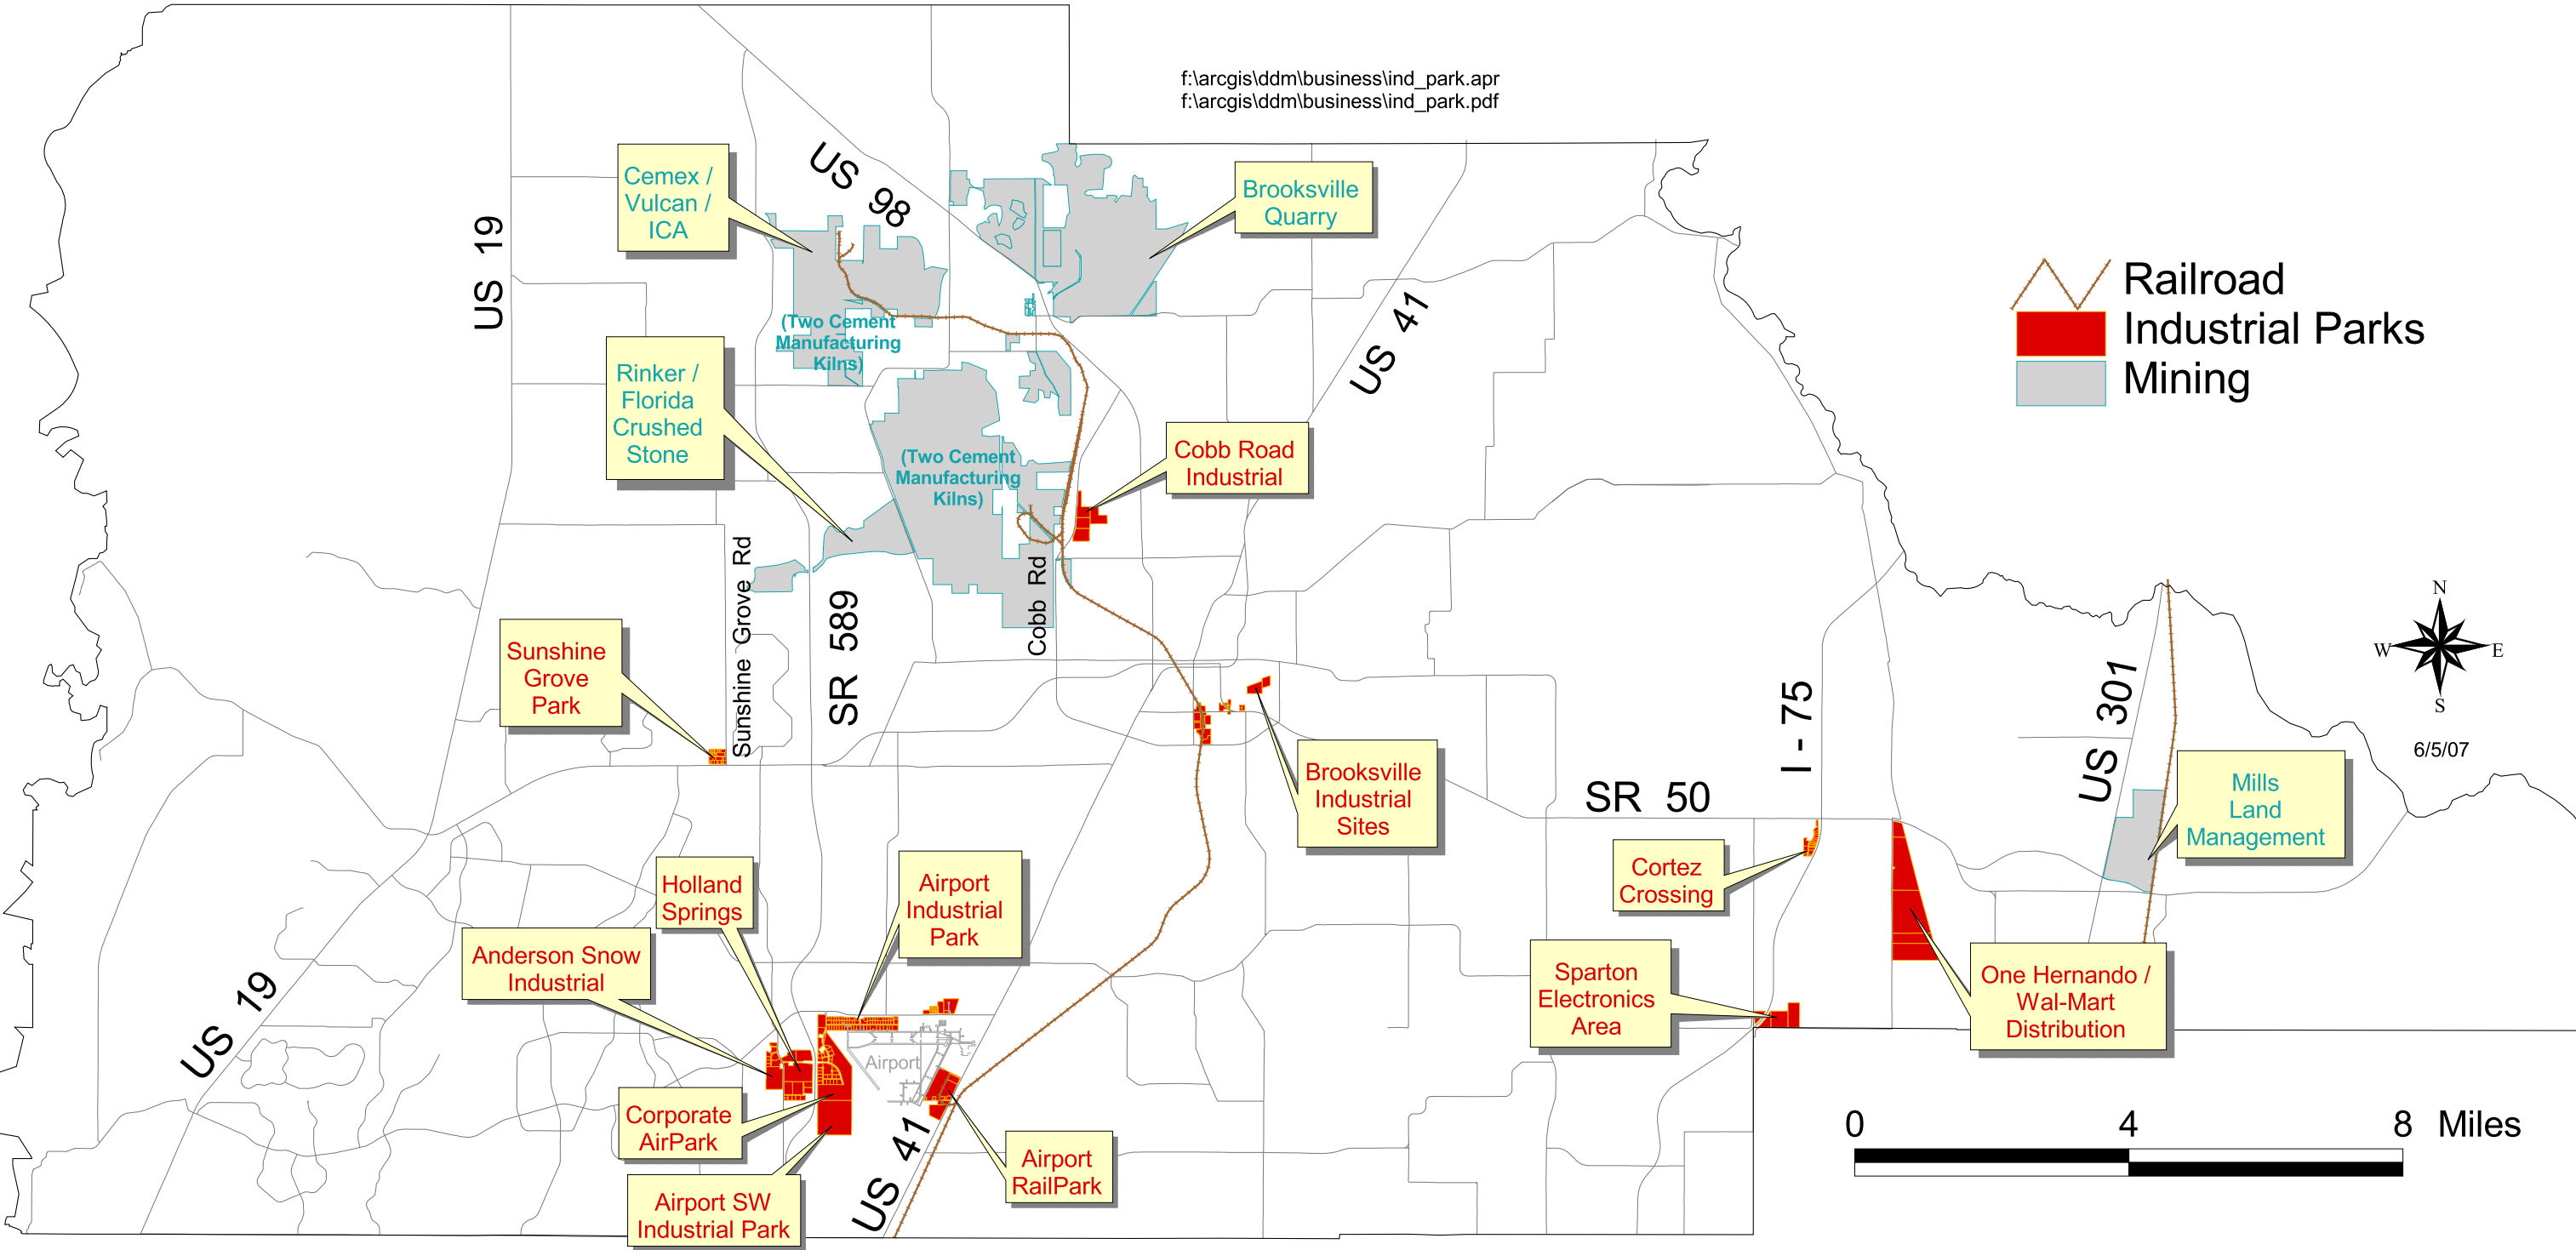 f:\arcgis\ddm\business\ind_park.apr
f:\arcgis\ddm\business\ind_park.pdf
US 98
US 19
Cemex /
Vulcan /
ICA
Brooksville
Quarry
US 41
Railroad
Industrial Parks
Mining
(Two Cement
Manufacturing
Kilns)
Rinker /
Florida
Crushed
Stone
(Two Cement
Manufacturing
Kilns)
Cobb Road
Industrial
Sunshine Grove Rd
SR 589
Cobb Rd
Sunshine
Grove
Park
Brooksville
Industrial
Sites
I - 75
SR 50
US 301
N
W
E
S
6/5/07
Mills
Land
Management
Cortez
Crossing
Holland
Springs
Airport
Industrial
Park
Anderson Snow
Industrial
Sparton
Electronics
Area
One Hernando /
Wal-Mart
Distribution
US 19
Airport
Corporate
AirPark
Airport SW
Industrial Park
US 41
Airport
RailPark
0 4 8 Miles